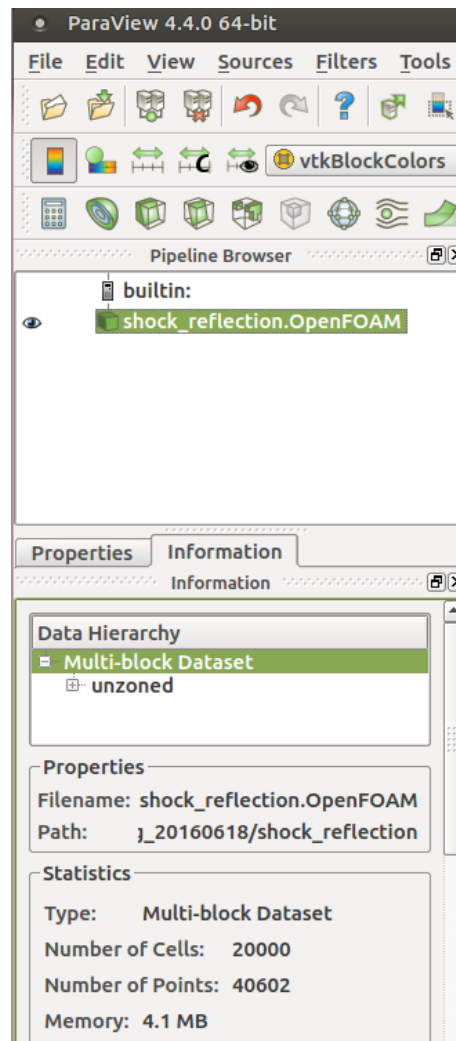 ParaView 4.4.0 64-bit
File Edit View Sources Filters Tools
vtkBlockColors
Pipeline Browser
builtin:
shock_reflection.OpenFOAM
Properties Information
Information
Data Hierarchy
Multi-block Dataset
unzoned
Properties
Filename: shock_reflection.OpenFOAM
Path: g_20160618/shock_reflection
Statistics
Type: Multi-block Dataset
Number of Cells: 20000
Number of Points: 40602
Memory: 4.1 MB